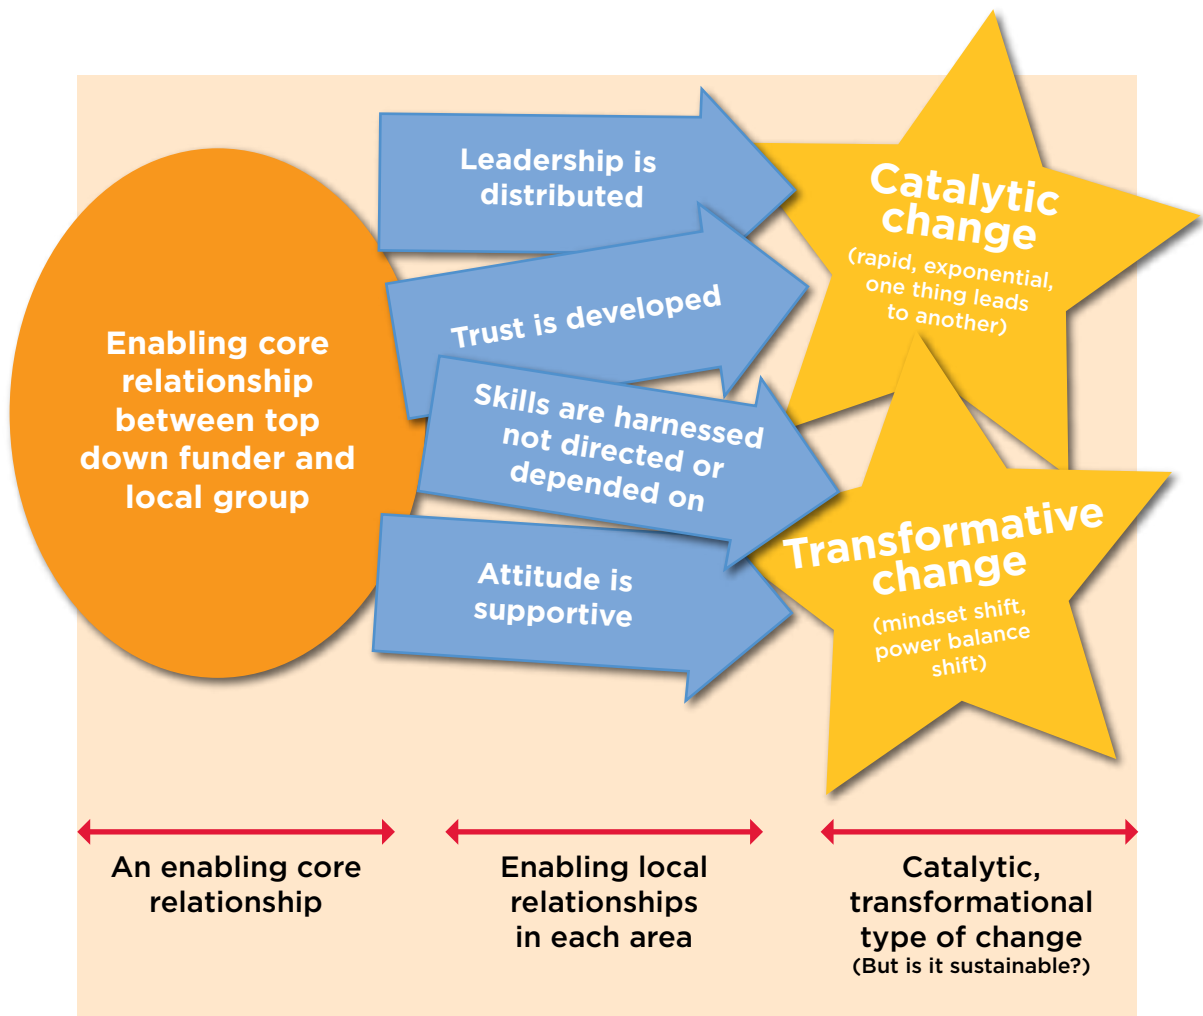 Enabling core
relationship
between top
down funder and
local group
Leadership is
distributed
Trust is developed
Skills are harnessed
not directed or
depended on
Attitude is
supportive
Catalytic
change
(rapid, exponential,
one thing leads
to another)
Transformative
change
(mindset shift,
power balance
shift)
An enabling core
relationship
Enabling local
relationships
in each area
Catalytic,
transformational
type of change
(But is it sustainable?)